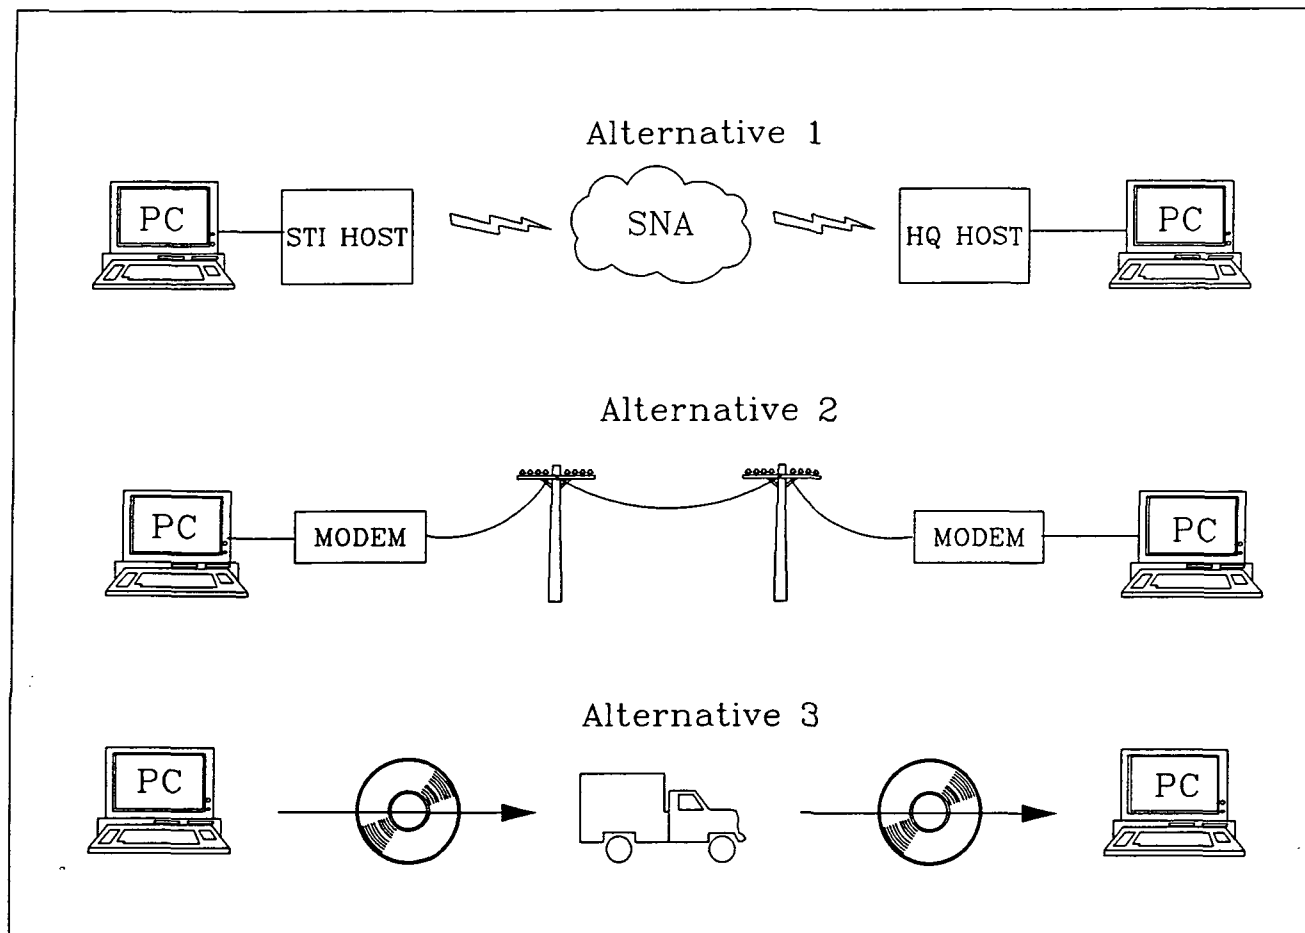 Alternative 1
PC
STI HOST
SNA
HQ HOST
PC
Alternative 2
PC
MODEM
MODEM
PC
Alternative 3
PC
PC